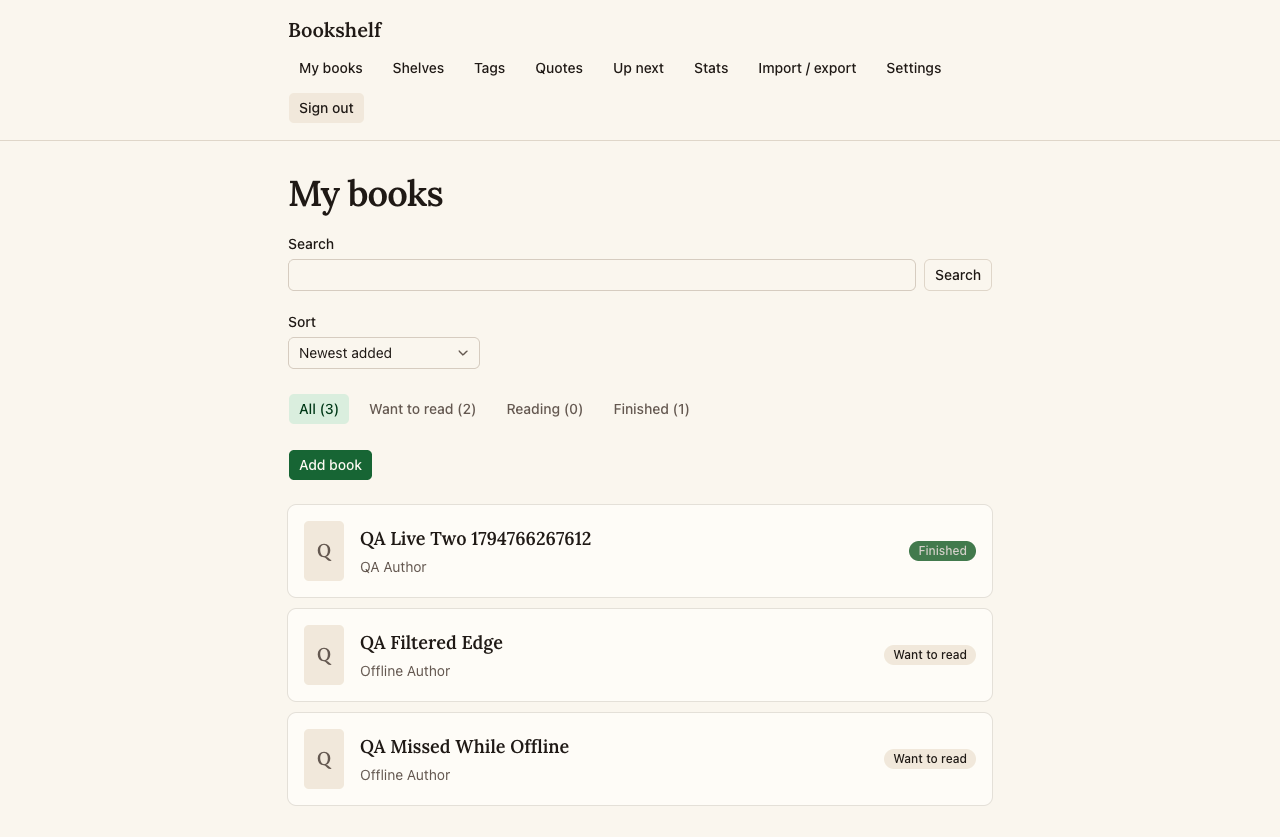 Bookshelf
My books Shelves Tags Quotes Up next Stats Import / export Settings
Sign out
My books
Search
Search
Sort
Newest added
All (3) Want to read (2) Reading (0) Finished (1)
Add book
Q
QA Live Two 1794766267612
QA Author
Finished
Q
QA Filtered Edge
Offline Author
Want to read
Q
QA Missed While Offline
Offline Author
Want to read